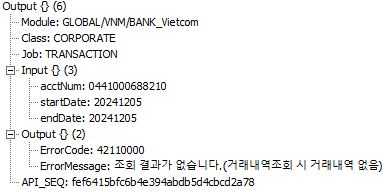 Output {} (6)
Module: GLOBAL/VNM/BANK_Vietcom
Class: CORPORATE
Job: TRANSACTION
Input {} (3)
acctNum: 0441000688210
startDate: 20241205
endDate: 20241205
Output {} (2)
ErrorCode: 42110000
ErrorMessage: 조회 결과가 없습니다.(거래내역조회 시 거래내역 없음)
API_SEQ: fef6415bfc6b4e394abdb5d4cbcd2a78